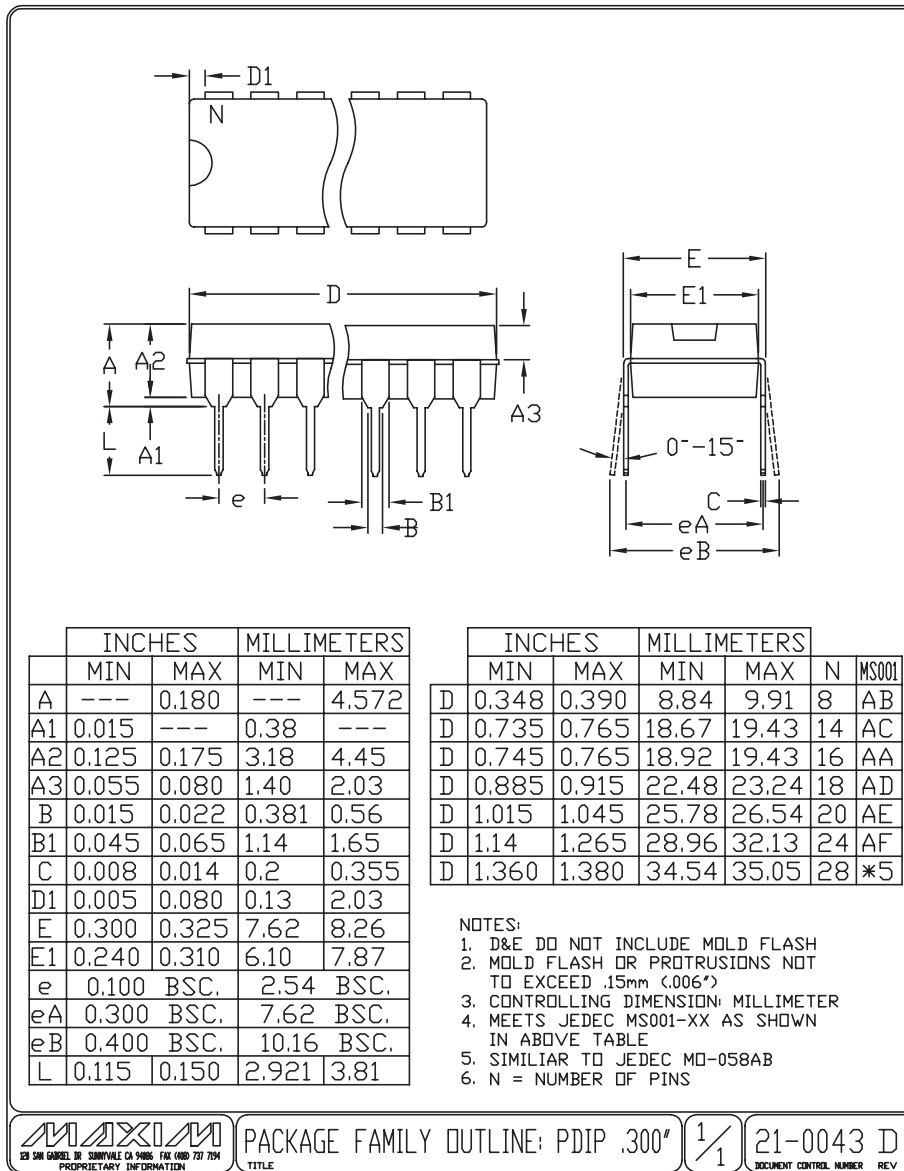 D1
N
D
E
E1
A
A2
A3
L
A1
e
B1
B
0°-15°
C
eA
eB
INCHES MILLIMETERS
MIN MAX MIN MAX
A --- 0.180 --- 4.572
A1 0.015 --- 0.38 ---
A2 0.125 0.175 3.18 4.45
A3 0.055 0.080 1.40 2.03
B 0.015 0.022 0.381 0.56
B1 0.045 0.065 1.14 1.65
C 0.008 0.014 0.2 0.355
D1 0.005 0.080 0.13 2.03
E 0.300 0.325 7.62 8.26
E1 0.240 0.310 6.10 7.87
e 0.100 BSC. 2.54 BSC.
eA 0.300 BSC. 7.62 BSC.
eB 0.400 BSC. 10.16 BSC.
L 0.115 0.150 2.921 3.81
INCHES MILLIMETERS
MIN MAX MIN MAX N MS001
D 0.348 0.390 8.84 9.91 8 AB
D 0.735 0.765 18.67 19.43 14 AC
D 0.745 0.765 18.92 19.43 16 AA
D 0.885 0.915 22.48 23.24 18 AD
D 1.015 1.045 25.78 26.54 20 AE
D 1.14 1.265 28.96 32.13 24 AF
D 1.360 1.380 34.54 35.05 28 *5
NOTES:
1. D&E DO NOT INCLUDE MOLD FLASH
2. MOLD FLASH OR PROTRUSIONS NOT
TO EXCEED .15mm (.006")
3. CONTROLLING DIMENSION: MILLIMETER
4. MEETS JEDEC MS001-XX AS SHOWN
IN ABOVE TABLE
5. SIMILIAR TO JEDEC MO-058AB
6. N = NUMBER OF PINS
MAXIM
120 SAN GABRIEL DR SUNNYVALE CA 94086 FAX (408) 737 7194
PROPRIETARY INFORMATION
PACKAGE FAMILY OUTLINE: PDIP .300"
TITLE
1/1
21-0043 D
DOCUMENT CONTROL NUMBER REV